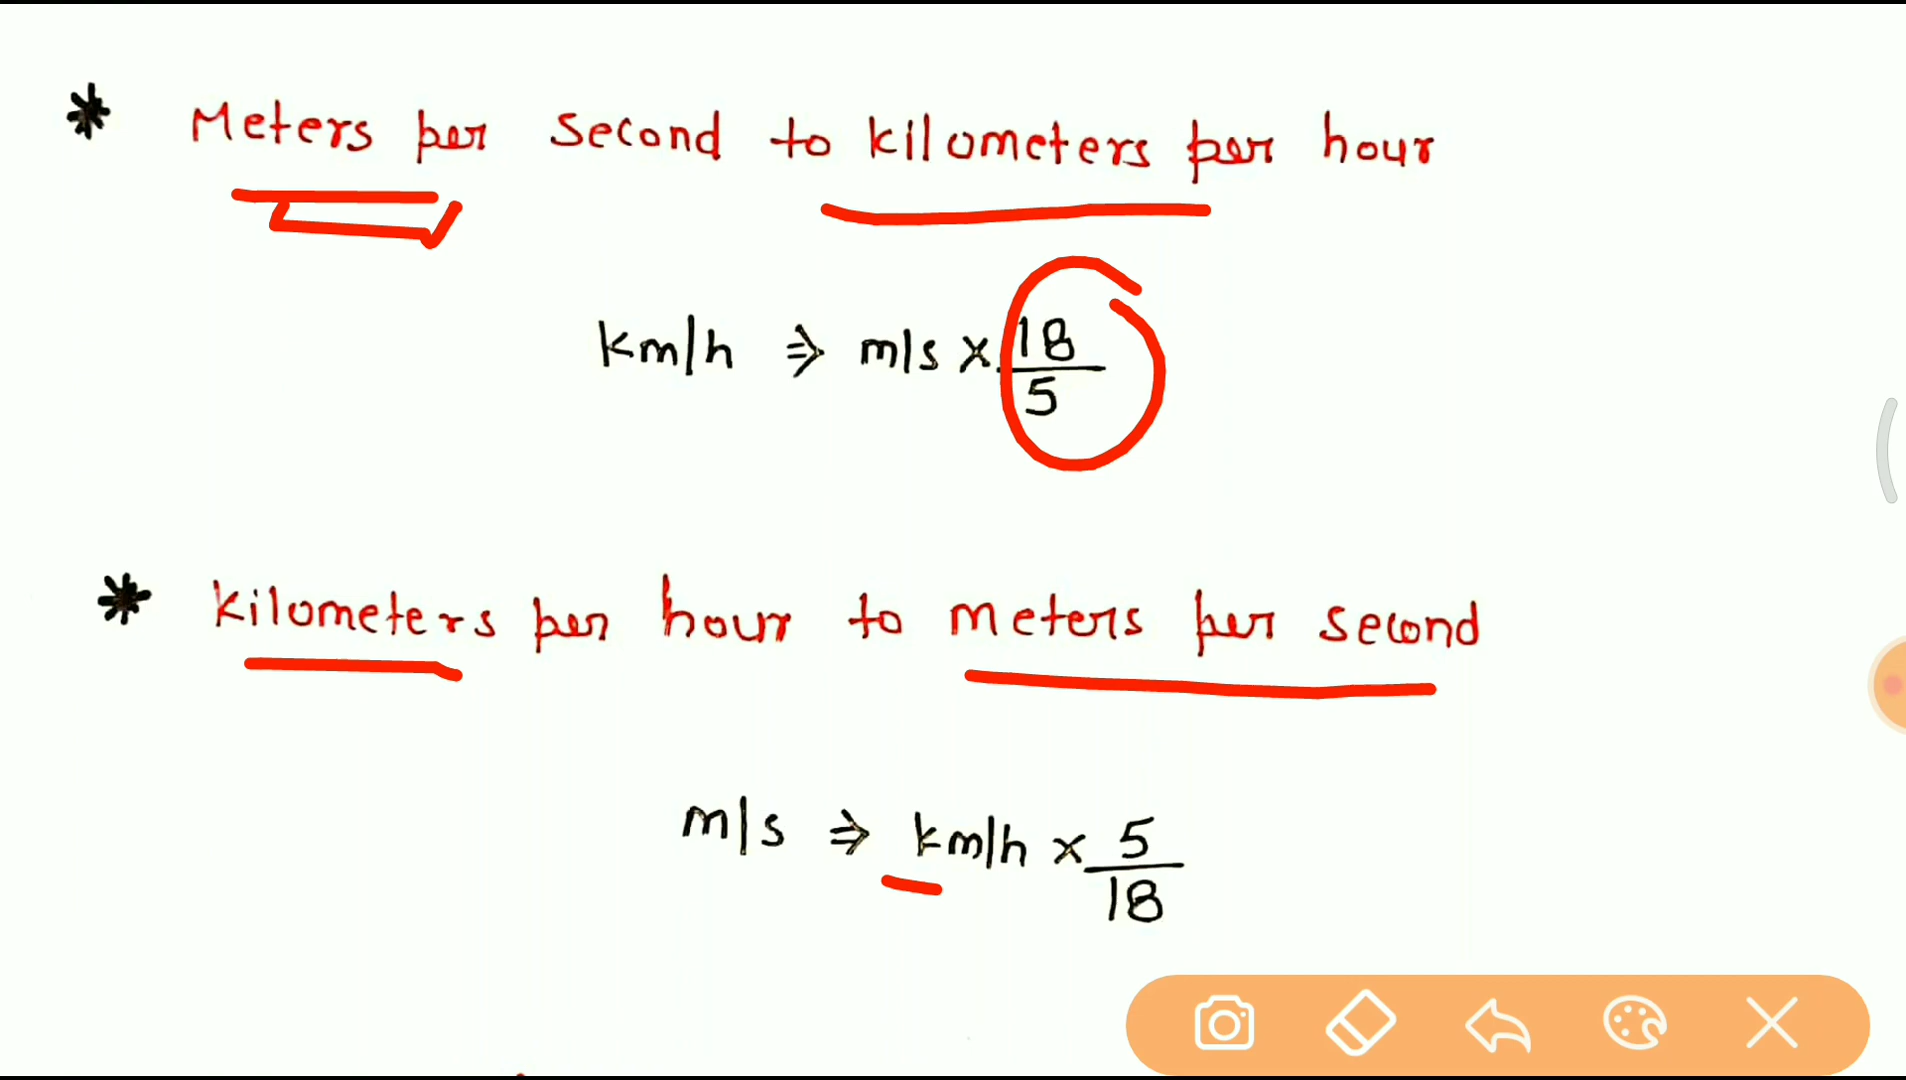 * Meters per second to kilometers per hour
km/h ⇒ m/s × 18/5
* kilometers per hour to meters per second
m/s ⇒ km/h × 5/18